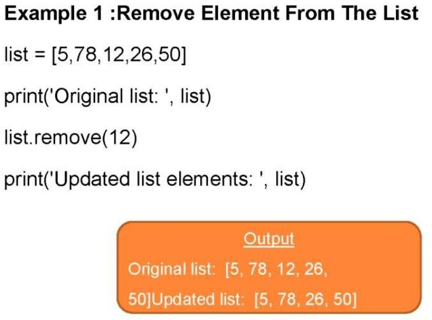 Example 1 :Remove Element From The List
list = [5,78,12,26,50]
print('Original list: ', list)
list.remove(12)
print('Updated list elements: ', list)
Output
Original list:  [5, 78, 12, 26,
50]Updated list:  [5, 78, 26, 50]